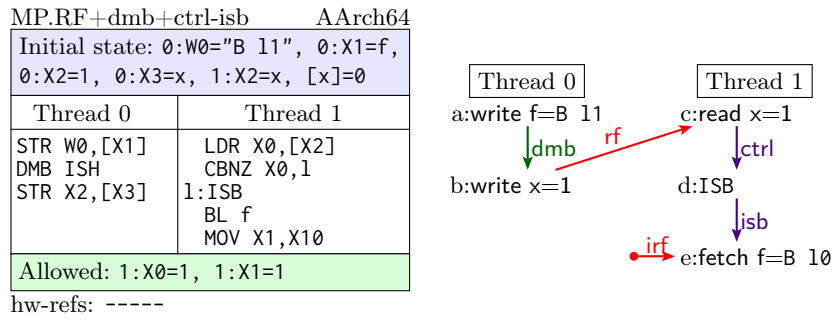 MP.RF+dmb+ctrl-isb AArch64
Initial state: 0:W0="B l1", 0:X1=f,
0:X2=1, 0:X3=x, 1:X2=x, [x]=0
Thread 0 Thread 1
STR W0,[X1] LDR X0,[X2]
DMB ISH CBNZ X0,l
STR X2,[X3] l:ISB
BL f
MOV X1,X10
Allowed: 1:X0=1, 1:X1=1
hw-refs: -----
Thread 0 Thread 1
a:write f=B l1 c:read x=1
dmb rf ctrl
b:write x=1 d:ISB
isb
irf e:fetch f=B l0